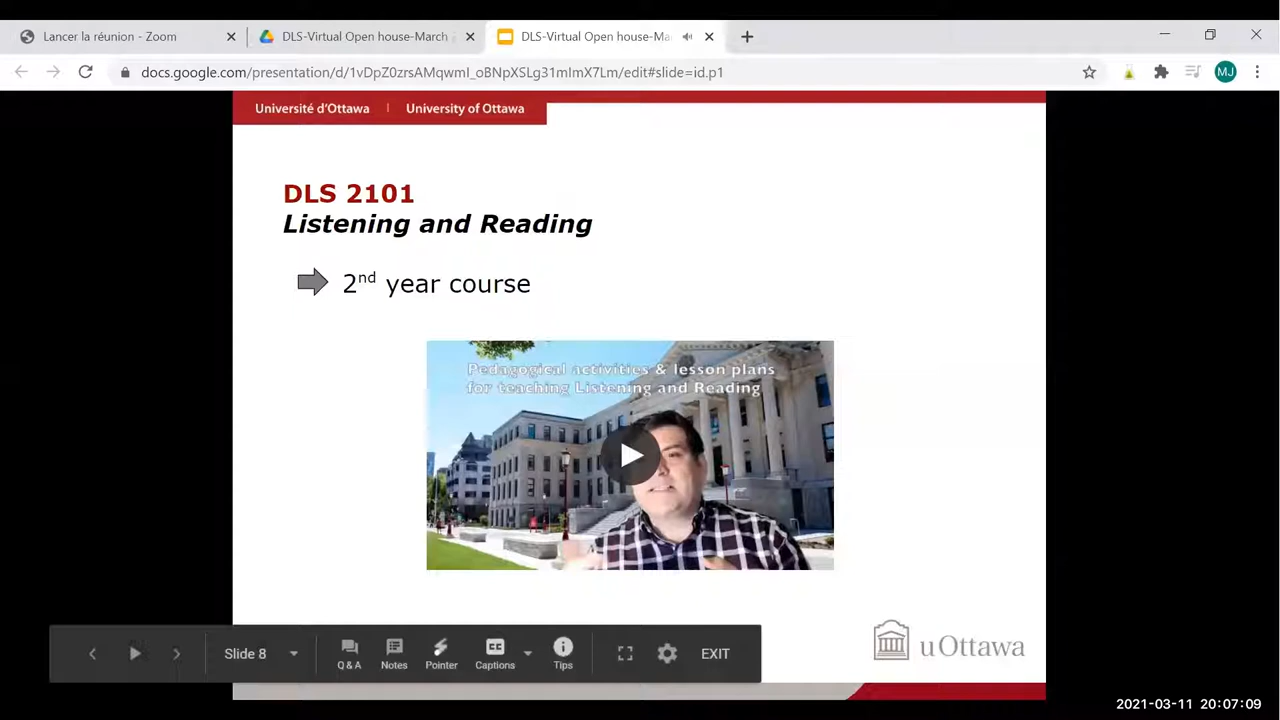 Lancer la réunion - Zoom
DLS-Virtual Open house-March
DLS-Virtual Open house-Ma
docs.google.com/presentation/d/1vDpZ0zrsAMqwmI_oBNpXSLg31mImX7Lm/edit#slide=id.p1
MJ
Université d'Ottawa | University of Ottawa
DLS 2101
Listening and Reading
2nd year course
Pedagogical activities & lesson plans
for teaching Listening and Reading
Slide 8
Q & A
Notes
Pointer
CC
Captions
Tips
EXIT
uOttawa
2021-03-11 20:07:09